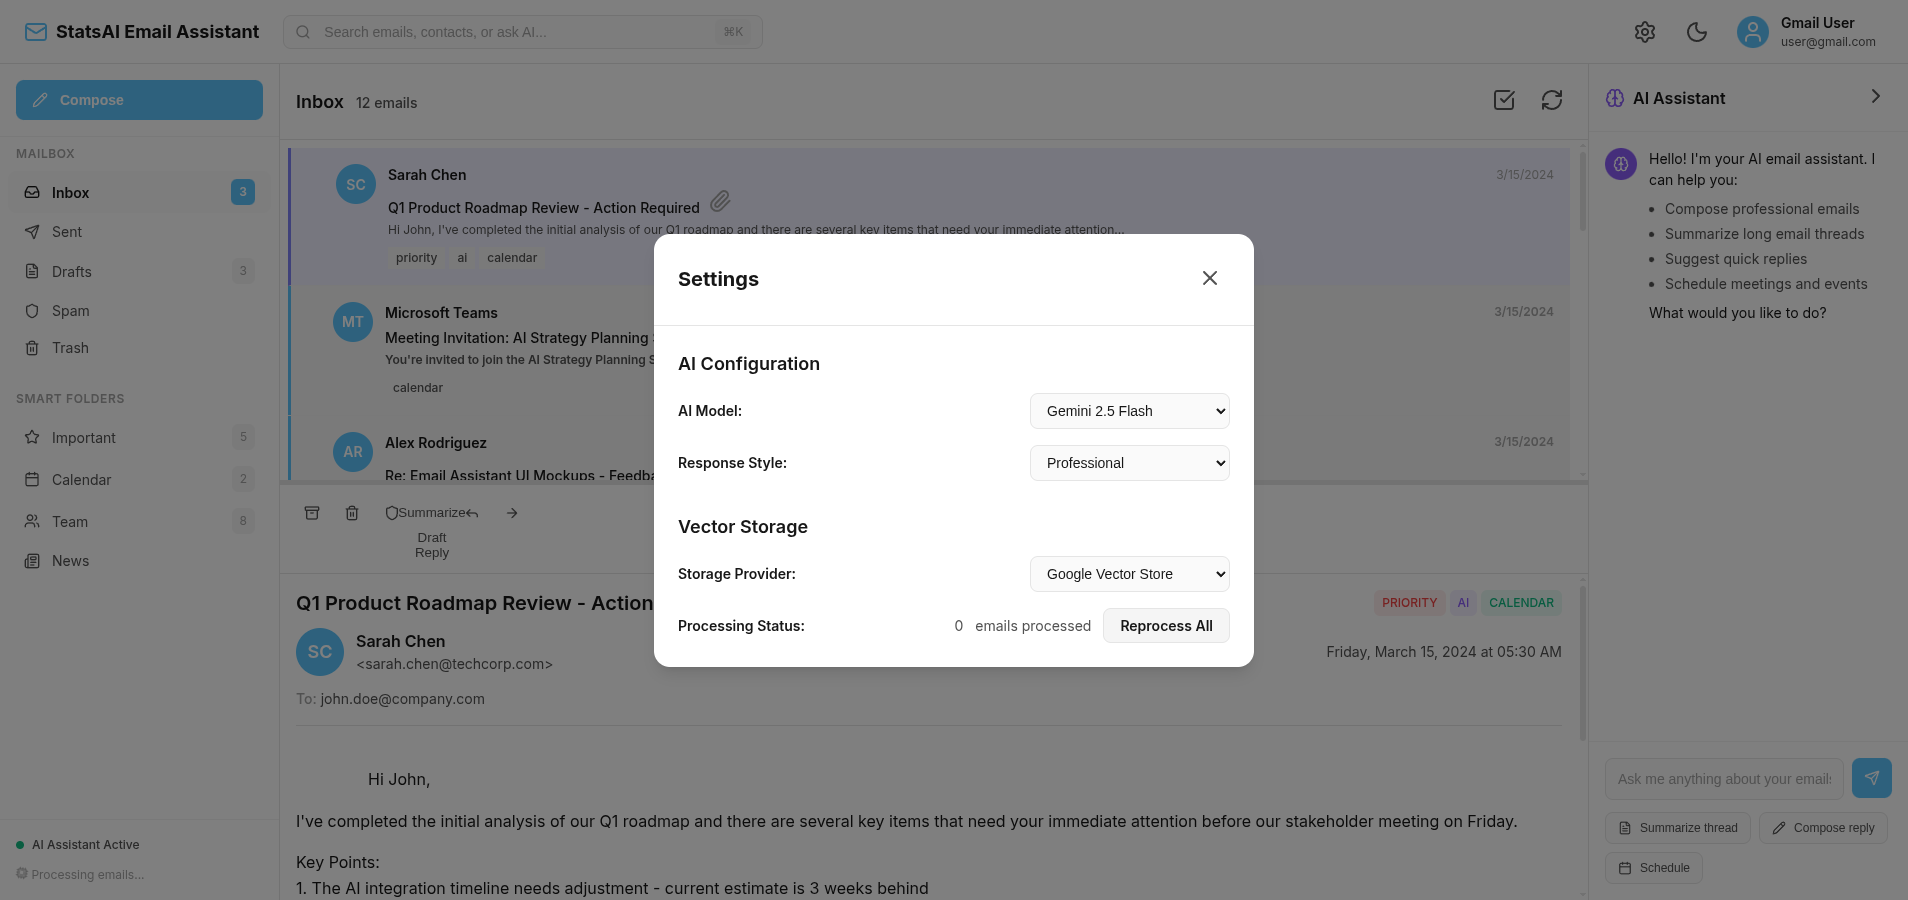 StatsAI Email Assistant
Search emails, contacts, or ask AI...
⌘K
Gmail User
user@gmail.com
Compose
MAILBOX
Inbox
3
Sent
Drafts
3
Spam
Trash
SMART FOLDERS
Important
5
Calendar
2
Team
8
News
AI Assistant Active
Processing emails...
Inbox 12 emails
SC
Sarah Chen
3/15/2024
Q1 Product Roadmap Review - Action Required
Hi John, I've completed the initial analysis of our Q1 roadmap and there are several key items that need your immediate attention...
priority ai calendar
MT
Microsoft Teams
3/15/2024
Meeting Invitation: AI Strategy Planning
You're invited to join the AI Strategy Planning S
calendar
AR
Alex Rodriguez
3/15/2024
Re: Email Assistant UI Mockups - Feedba
Summarize
Draft
Reply
Q1 Product Roadmap Review - Action
PRIORITY AI CALENDAR
SC
Sarah Chen
<sarah.chen@techcorp.com>
Friday, March 15, 2024 at 05:30 AM
To: john.doe@company.com
Hi John,
I've completed the initial analysis of our Q1 roadmap and there are several key items that need your immediate attention before our stakeholder meeting on Friday.
Key Points:
1. The AI integration timeline needs adjustment - current estimate is 3 weeks behind
Settings
AI Configuration
AI Model:
Gemini 2.5 Flash
Response Style:
Professional
Vector Storage
Storage Provider:
Google Vector Store
Processing Status:
0 emails processed
Reprocess All
AI Assistant
Hello! I'm your AI email assistant. I
can help you:
• Compose professional emails
• Summarize long email threads
• Suggest quick replies
• Schedule meetings and events
What would you like to do?
Ask me anything about your emails
Summarize thread
Compose reply
Schedule